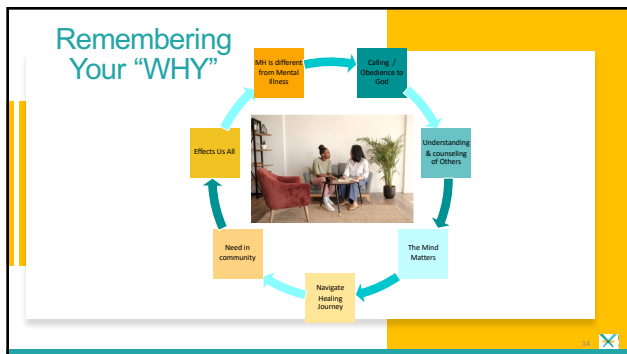 Remembering
Your “WHY”
MH is different
from Mental
Illness
Calling /
Obedience to
God
Understanding
& counseling
of Others
The Mind
Matters
Navigate
Healing
Journey
Need in
community
Effects Us All
14